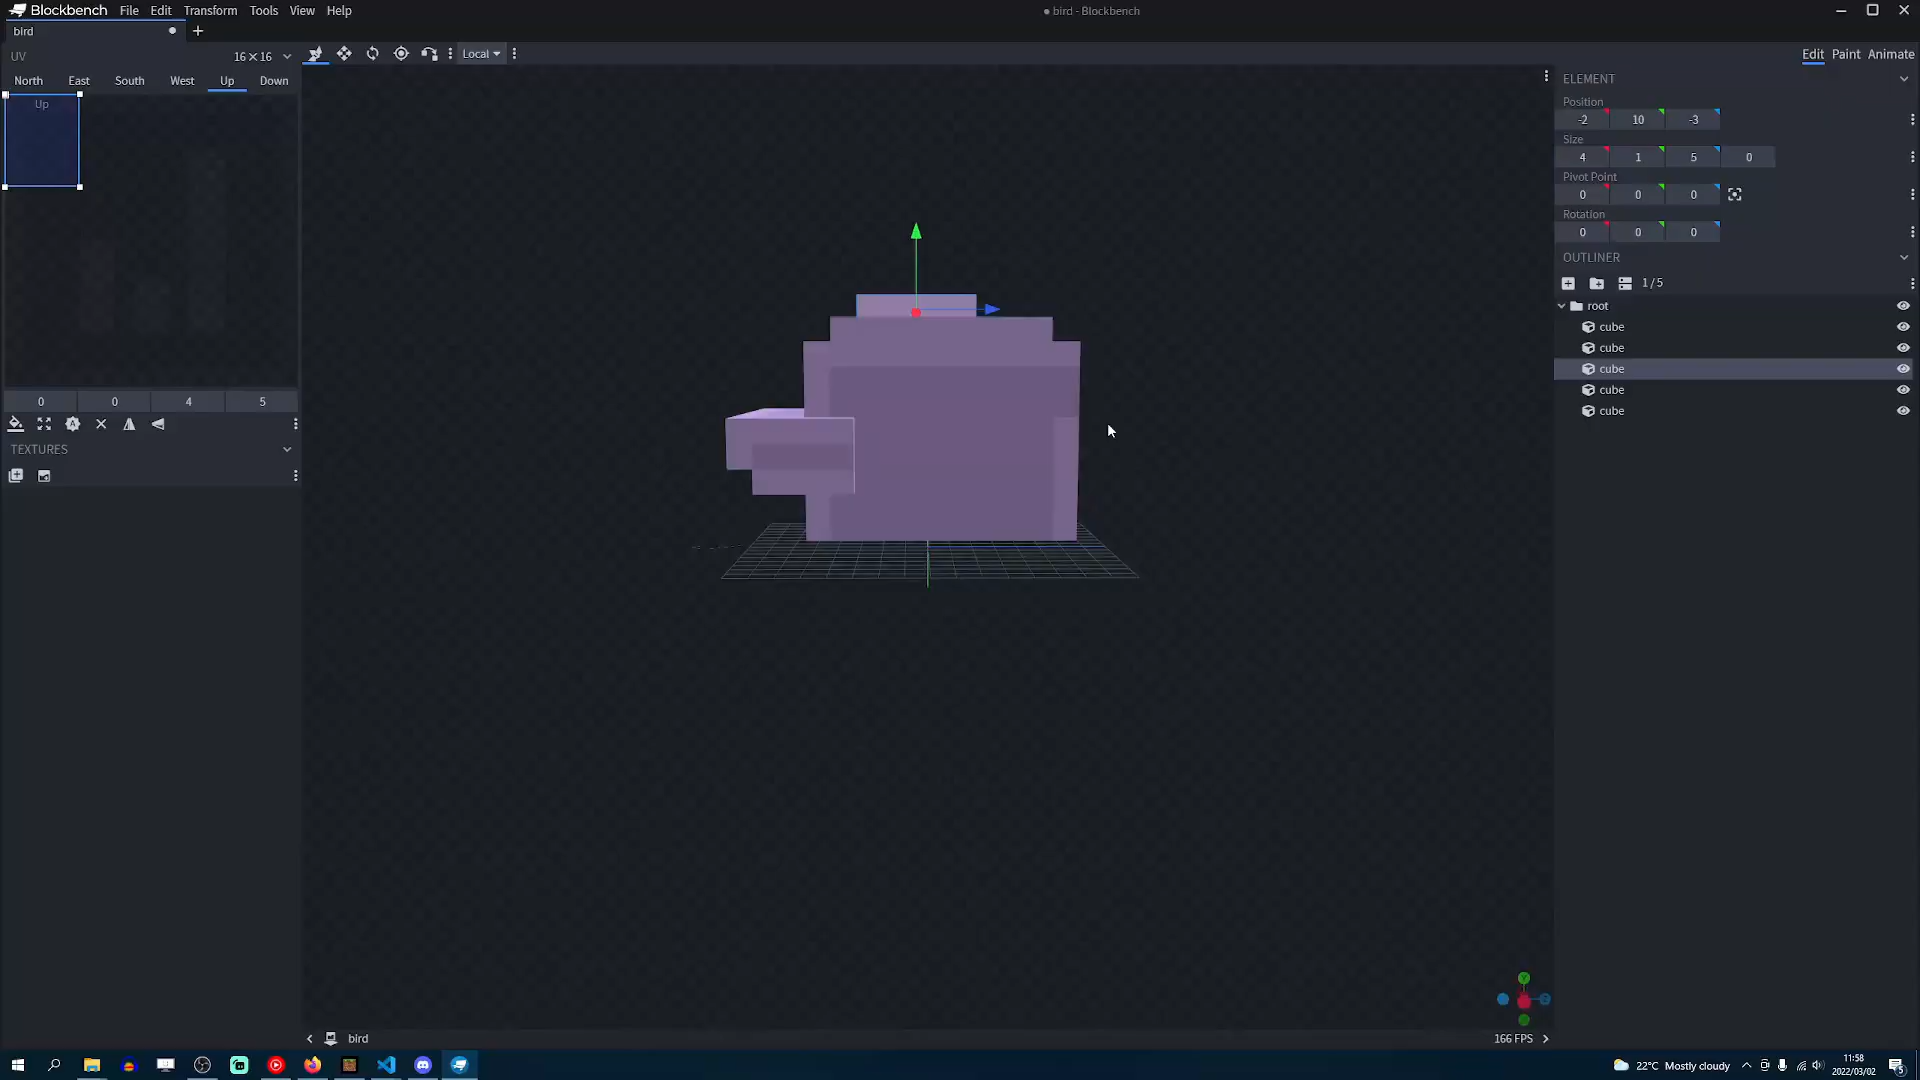 Blockbench File Edit Transform Tools View Help
• bird - Blockbench
bird
UV 16 × 16
Local
Edit Paint Animate
North East South West Up Down
Up
ELEMENT
Position
-2 10 -3
Size
4 1 5 0
Pivot Point
0 0 0
Rotation
0 0 0
OUTLINER
1 / 5
root
cube
cube
cube
cube
cube
0 0 4 5
TEXTURES
Y
Z
bird
166 FPS
22°C Mostly cloudy
11:58
2022/03/02
5